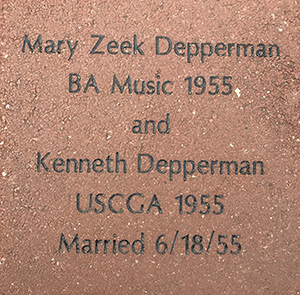 Mary Zeek Depperman
BA Music 1955
and
Kenneth Depperman
USCGA 1955
Married 6/18/55